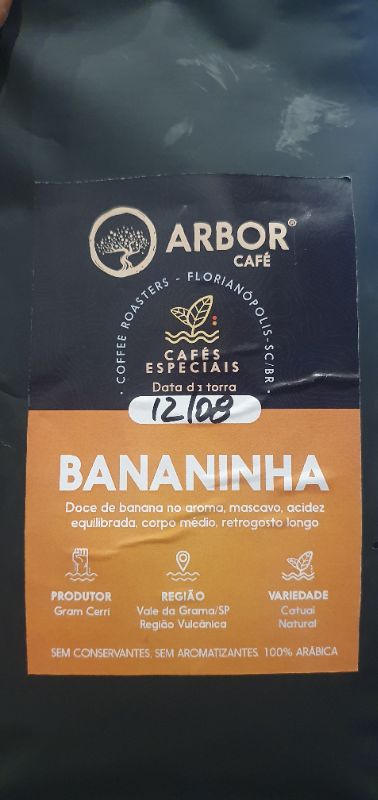 ARBOR®
CAFÉ
• COFFEE ROASTERS - FLORIANÓPOLIS-SC/BR •
CAFÉS
ESPECIAIS
Data da torra
12/08
BANANINHA
Doce de banana no aroma, mascavo, acidez
equilibrada, corpo médio, retrogosto longo
PRODUTOR
Gram Cerri
REGIÃO
Vale da Grama/SP
Região Vulcânica
VARIEDADE
Catuaí
Natural
SEM CONSERVANTES, SEM AROMATIZANTES. 100% ARÁBICA